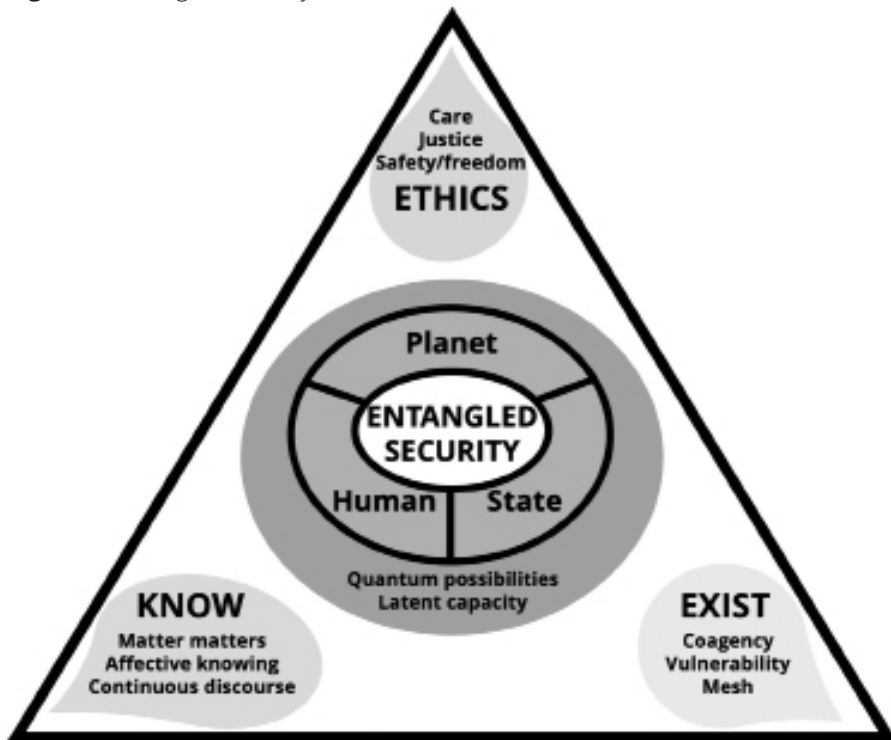 Care
Justice
Safety/freedom
ETHICS
Planet
ENTANGLED
SECURITY
Human
State
Quantum possibilities
Latent capacity
KNOW
Matter matters
Affective knowing
Continuous discourse
EXIST
Coagency
Vulnerability
Mesh